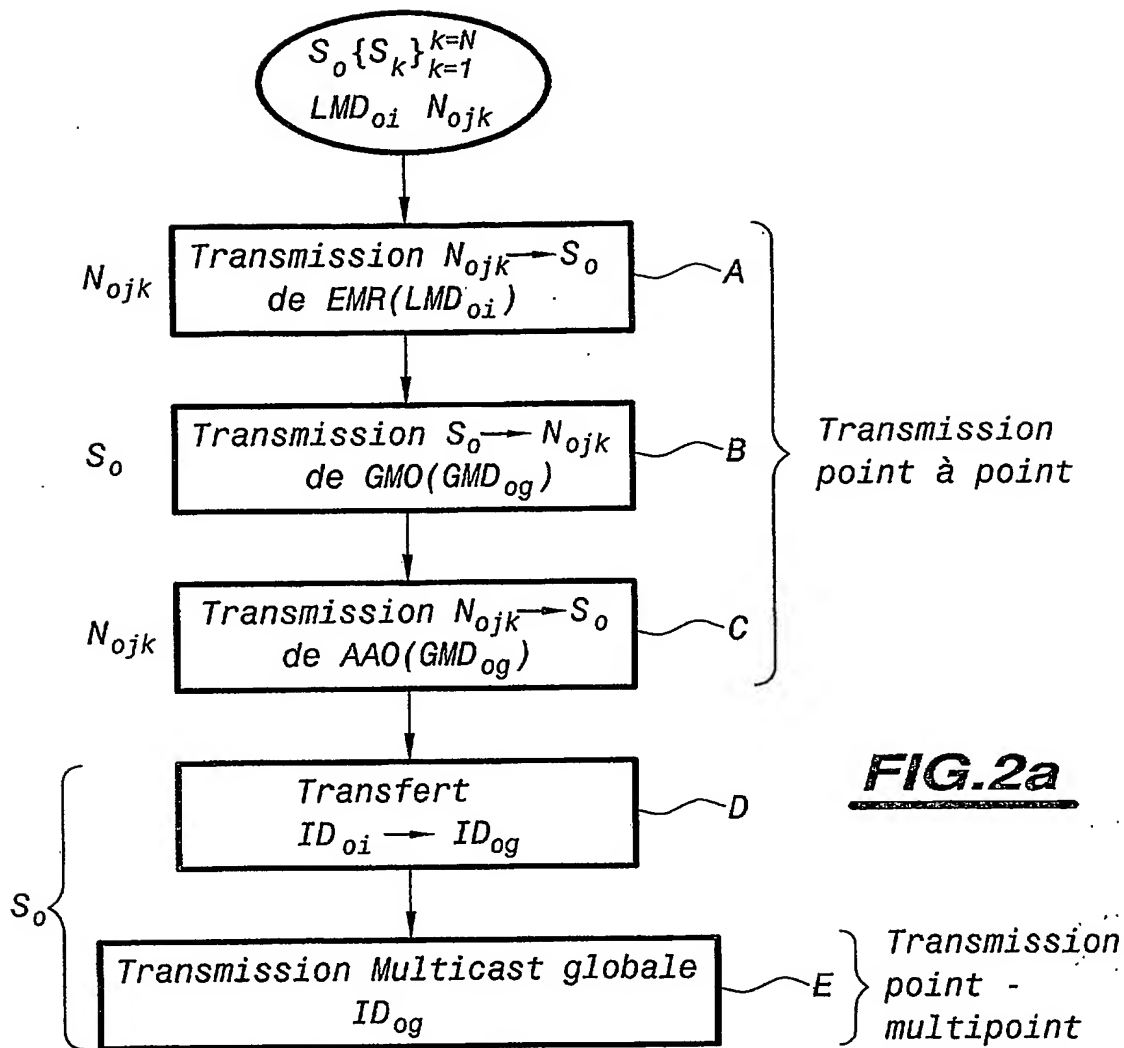 S_o {S_k}_{k=1}^{k=N}
LMD_oi N_ojk
N_ojk
Transmission N_ojk → S_o
de EMR(LMD_oi)
A
S_o
Transmission S_o → N_ojk
de GMO(GMD_og)
B
Transmission
point à point
N_ojk
Transmission N_ojk → S_o
de AAO(GMD_og)
C
Transfert
ID_oi → ID_og
D
FIG.2a
S_o
Transmission Multicast globale
ID_og
E
Transmission
point -
multipoint